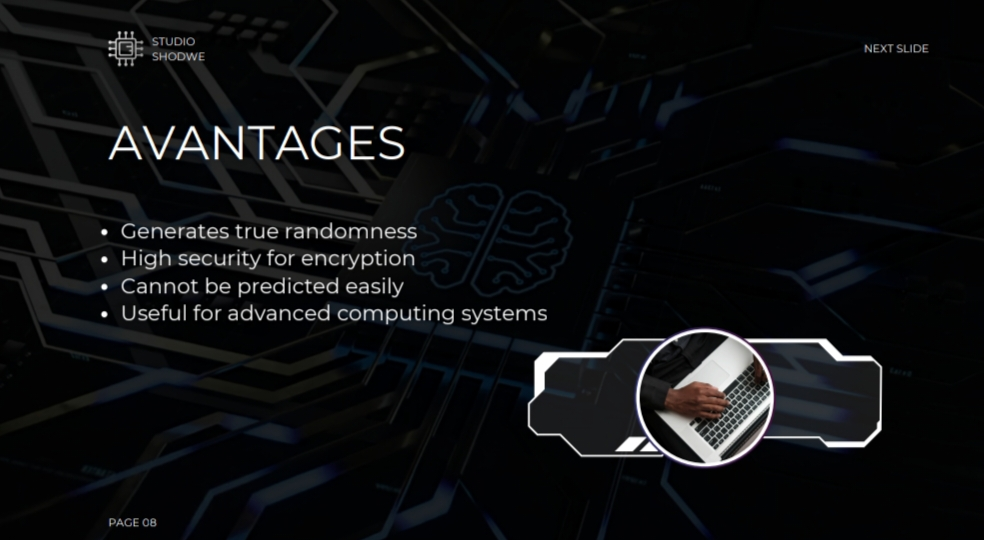 STUDIO
SHODWE
NEXT SLIDE
AVANTAGES
• Generates true randomness
• High security for encryption
• Cannot be predicted easily
• Useful for advanced computing systems
PAGE 08